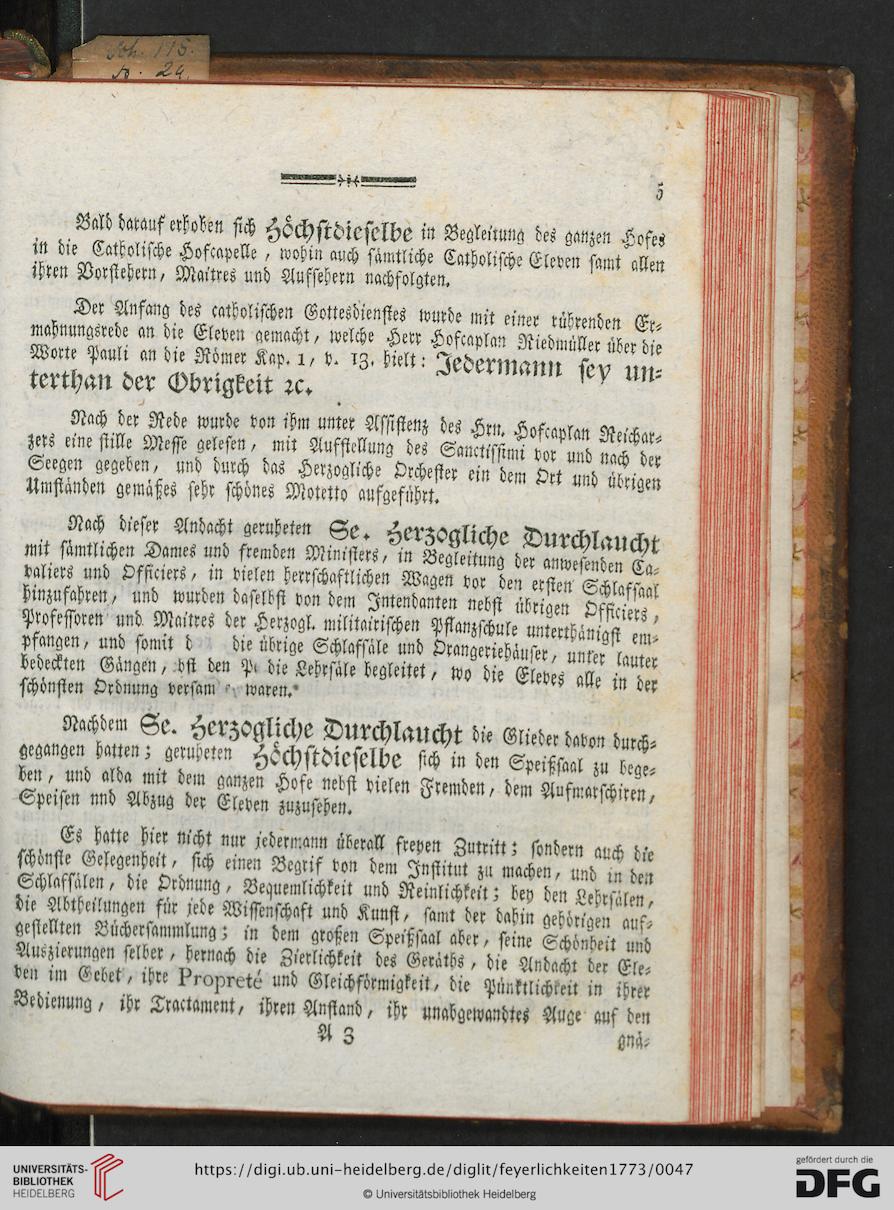 Sch. 115.
5
Bald darauf erhoben sich Höchstdieselbe in Begleitung des ganzen Hofes
in die Catholische Hofcapelle, wohin auch sämtliche Catholische Eleven samt allen
ihren Vorstehern, Maitres und Aufsehern nachfolgten.
Der Anfang des catholischen Gottesdienstes wurde mit einer rührenden Er-
mahnungsrede an die Eleven gemacht, welche Herr Hofcaplan Riedmüller über die
Worte Pauli an die Römer Kap. 1, v. 13. hielt: Jedermann sey un-
terthan der Obrigkeit ꝛc.
Nach der Rede wurde von ihm unter Assistenz des Hrn. Hofcaplan Reichar-
zers eine stille Messe gelesen, mit Aufstellung des Sanctissimi vor und nach der
Seegen gegeben, und durch das Herzogliche Orchester ein dem Ort und übrigen
Umständen gemäßes sehr schönes Motetto aufgeführt.
Nach dieser Andacht geruheten Se. Herzogliche Durchlaucht
mit sämtlichen Dames und fremden Ministers, in Begleitung der anwesenden Ca-
valiers und Officiers, in vielen herrschaftlichen Wagen vor den ersten Schlafsaal
hinzufahren, und wurden daselbst von dem Intendanten nebst übrigen Officiers,
Professoren und Maitres der Herzogl. militairischen Pflanzschule unterthänigst em-
pfangen, und somit d die übrige Schlafsäle und Orangeriehäuser, unter lauter
bedeckten Gängen, bst den P die Lehrsäle begleitet, wo die Eleves alle in der
schönsten Ordnung versam waren.
Nachdem Se. Herzogliche Durchlaucht die Glieder davon durch-
gegangen hatten; geruheten Höchstdieselbe sich in den Speißsaal zu bege-
ben, und alda mit dem ganzen Hofe nebst vielen Fremden, dem Aufmarschiren,
Speisen nnd Abzug der Eleven zuzusehen.
Es hatte hier nicht nur jedermann überall freyen Zutritt; sondern auch die
schönste Gelegenheit, sich einen Begrif von dem Institut zu machen, und in den
Schlafsälen, die Ordnung, Bequemlichkeit und Reinlichkeit; bey den Lehrsälen,
die Abtheilungen für jede Wissenschaft und Kunst, samt der dahin gehörigen auf-
gestellten Büchersammlung; in dem großen Speißsaal aber, seine Schönheit und
Auszierungen selber, hernach die Zierlichkeit des Geräths, die Andacht der Ele-
ven im Gebet, ihre Propreté und Gleichförmigkeit, die Pünktlichkeit in ihrer
Bedienung, ihr Tractament, ihren Anstand, ihr unabgewandtes Auge auf den
A 3
gnä-
UNIVERSITÄTS-
BIBLIOTHEK
HEIDELBERG
https://digi.ub.uni-heidelberg.de/diglit/feyerlichkeiten1773/0047
© Universitätsbibliothek Heidelberg
gefördert durch die
DFG